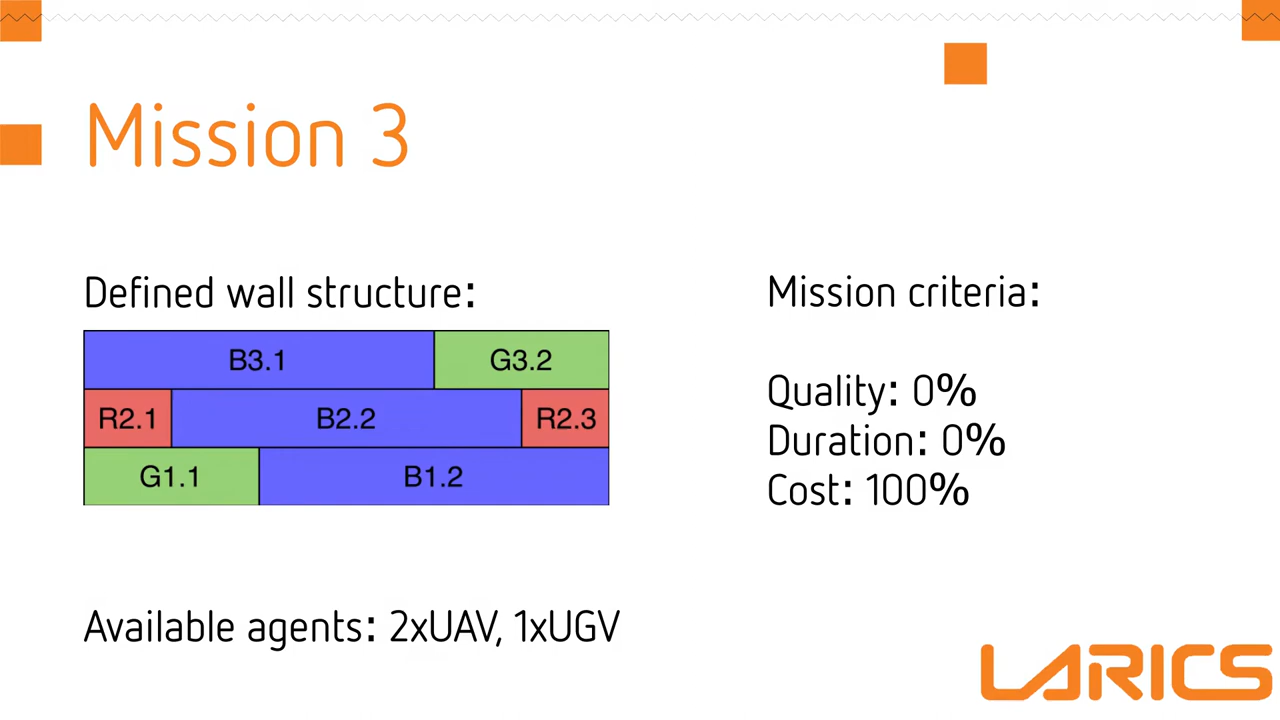 Mission 3
Defined wall structure:
B3.1 G3.2
R2.1 B2.2 R2.3
G1.1 B1.2
Mission criteria:
Quality: 0%
Duration: 0%
Cost: 100%
Available agents: 2xUAV, 1xUGV
LARICS